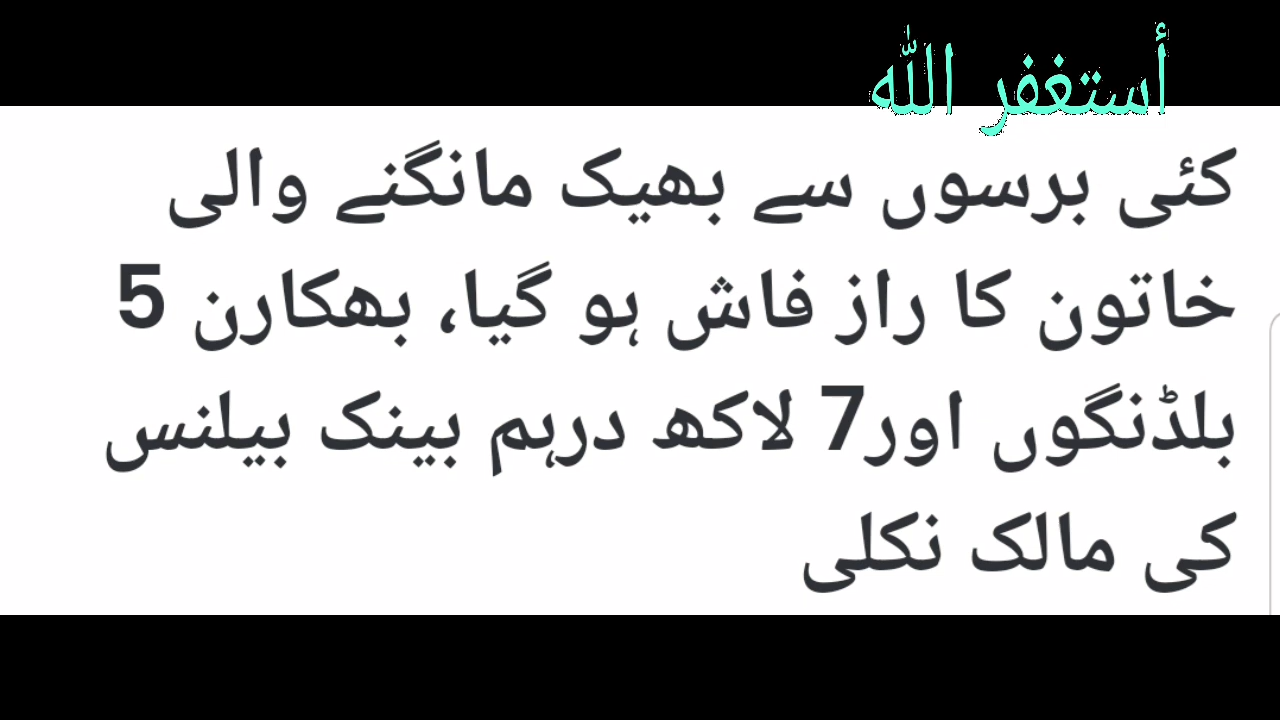 أستغفر الله
کئی برسوں سے بھیک مانگنے والی
خاتون کا راز فاش ہو گیا، بھکارن 5
بلڈنگوں اور7 لاکھ درہم بینک بیلنس
کی مالک نکلی